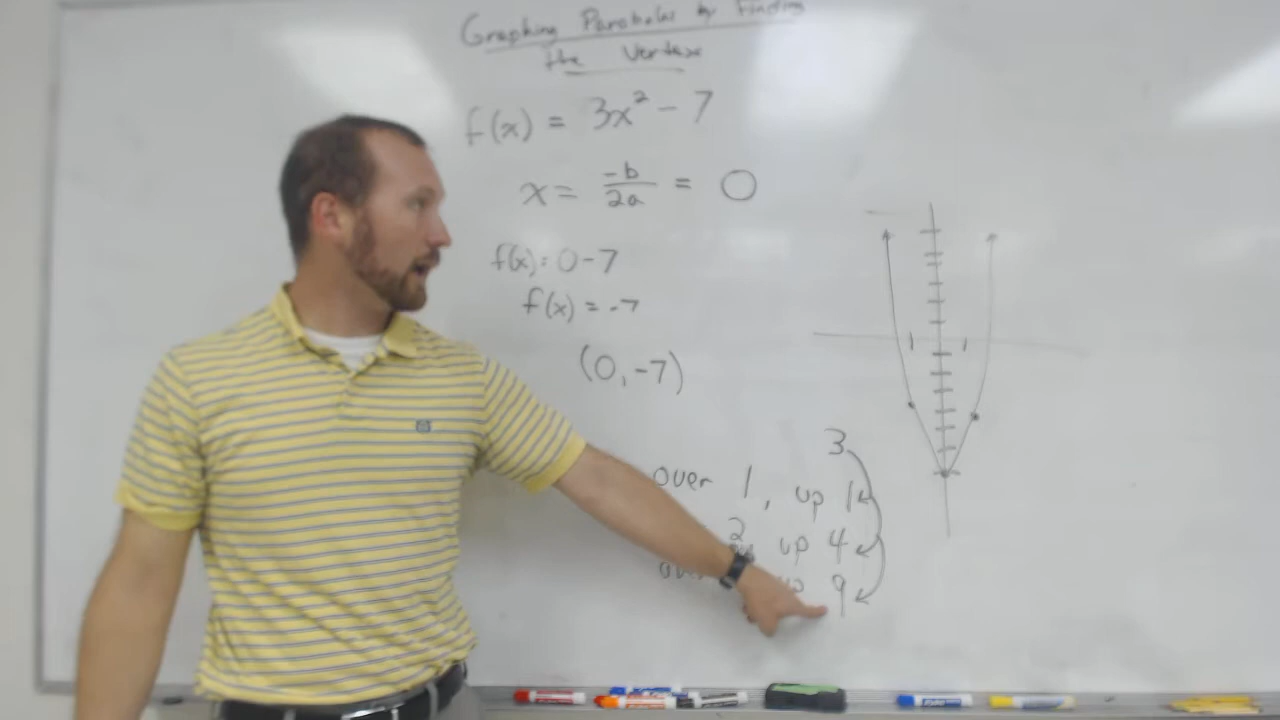 Graphing Parabolas by Finding
the Vertex
f(x) = 3x² - 7
x = -b/2a = 0
f(x) = 0 - 7
f(x) = -7
(0, -7)
3
over 1, up 1
2 up 4
up 9
1 1